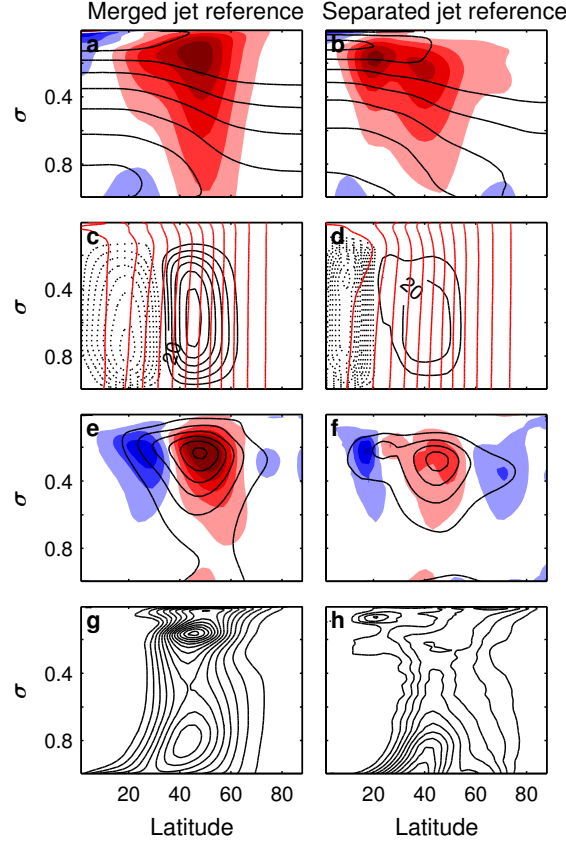 Merged jet reference
Separated jet reference
a
b
σ
0.4
0.8
c
d
σ
0.4
0.8
20
20
e
f
σ
0.4
0.8
g
h
σ
0.4
0.8
20
40
60
80
20
40
60
80
Latitude
Latitude